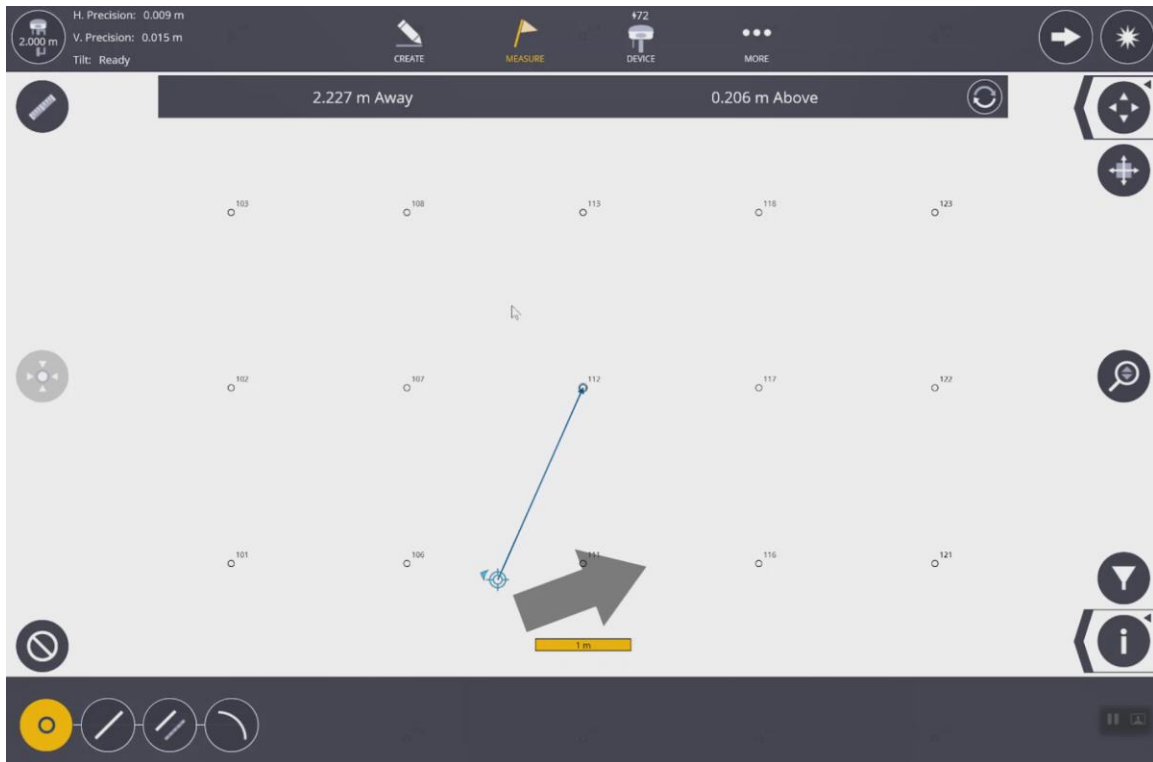 2.000 m
H. Precision: 0.009 m
V. Precision: 0.015 m
Tilt: Ready
CREATE
MEASURE
72
DEVICE
MORE
2.227 m Away
0.206 m Above
103
108
113
118
123
102
107
112
117
122
101
106
111
116
121
1 m
i